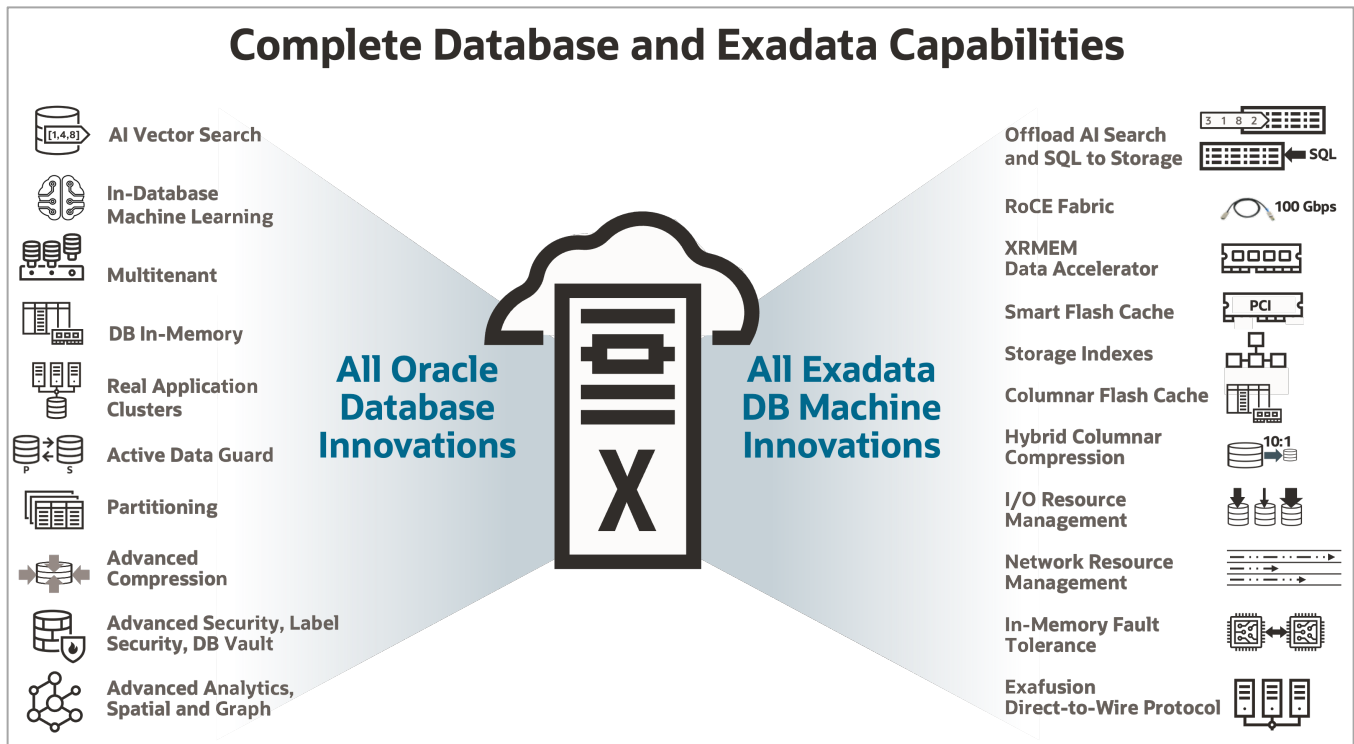 Complete Database and Exadata Capabilities
[1,4,8]
AI Vector Search
In-Database
Machine Learning
Multitenant
DB In-Memory
Real Application
Clusters
Active Data Guard
P
S
Partitioning
Advanced
Compression
Advanced Security, Label
Security, DB Vault
Advanced Analytics,
Spatial and Graph
All Oracle
Database
Innovations
X
All Exadata
DB Machine
Innovations
Offload AI Search
and SQL to Storage
3 1 8 2
SQL
RoCE Fabric
100 Gbps
XRMEM
Data Accelerator
Smart Flash Cache
PCI
Storage Indexes
Columnar Flash Cache
Hybrid Columnar
Compression
10:1
I/O Resource
Management
Network Resource
Management
In-Memory Fault
Tolerance
Exafusion
Direct-to-Wire Protocol